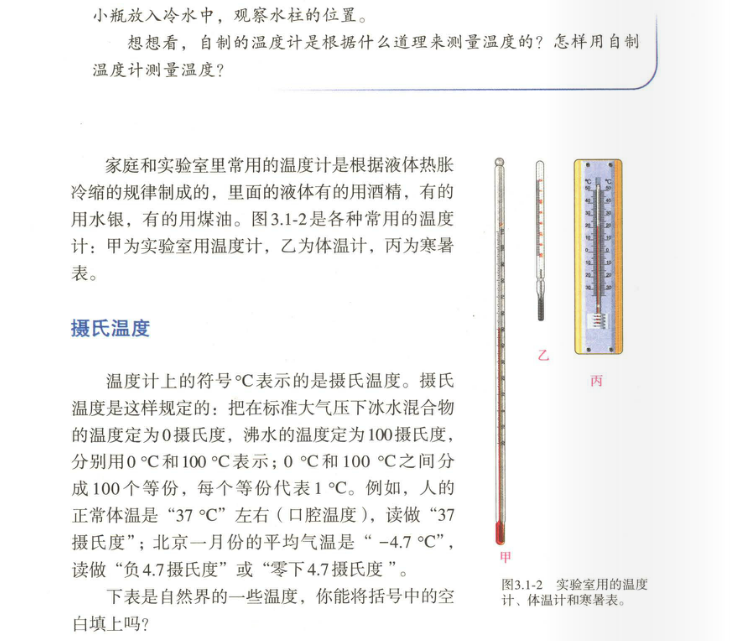 小瓶放入冷水中，观察水柱的位置。
想想看，自制的温度计是根据什么道理来测量温度的？怎样用自制
温度计测量温度？
家庭和实验室里常用的温度计是根据液体热胀
冷缩的规律制成的，里面的液体有的用酒精，有的
用水银，有的用煤油。图3.1-2是各种常用的温度
计：甲为实验室用温度计，乙为体温计，丙为寒暑
表。
摄氏温度
温度计上的符号℃表示的是摄氏温度。摄氏
温度是这样规定的：把在标准大气压下冰水混合物
的温度定为0摄氏度，沸水的温度定为100摄氏度，
分别用0 ℃和100 ℃表示；0 ℃和100 ℃之间分
成100个等份，每个等份代表1 ℃。例如，人的
正常体温是“37 ℃”左右（口腔温度），读做“37
摄氏度”；北京一月份的平均气温是“－4.7 ℃”，
读做“负4.7摄氏度”或“零下4.7摄氏度”。
下表是自然界的一些温度，你能将括号中的空
白填上吗？
乙
丙
甲
图3.1-2 实验室用的温度
计、体温计和寒暑表。